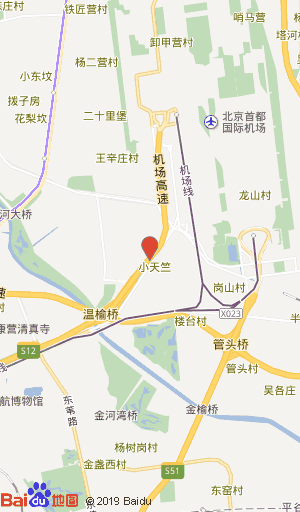 铁匠营村
哨马营
卸甲营村
塔河
杨二营村
小东坟
拨子房
花梨坎
二十里堡
北京首都
国际机场
王辛庄村
机场高速
机场线
龙山村
河大桥
小天竺
岗山村
X023
温榆桥
楼台村
康营清真寺
管头桥
S12
管头村
吴各庄
航博物馆
东苇路
金河湾桥
金榆桥
杨树岗村
金盏西村
S51
东窑村
Bai地图 © 2019 Baidu